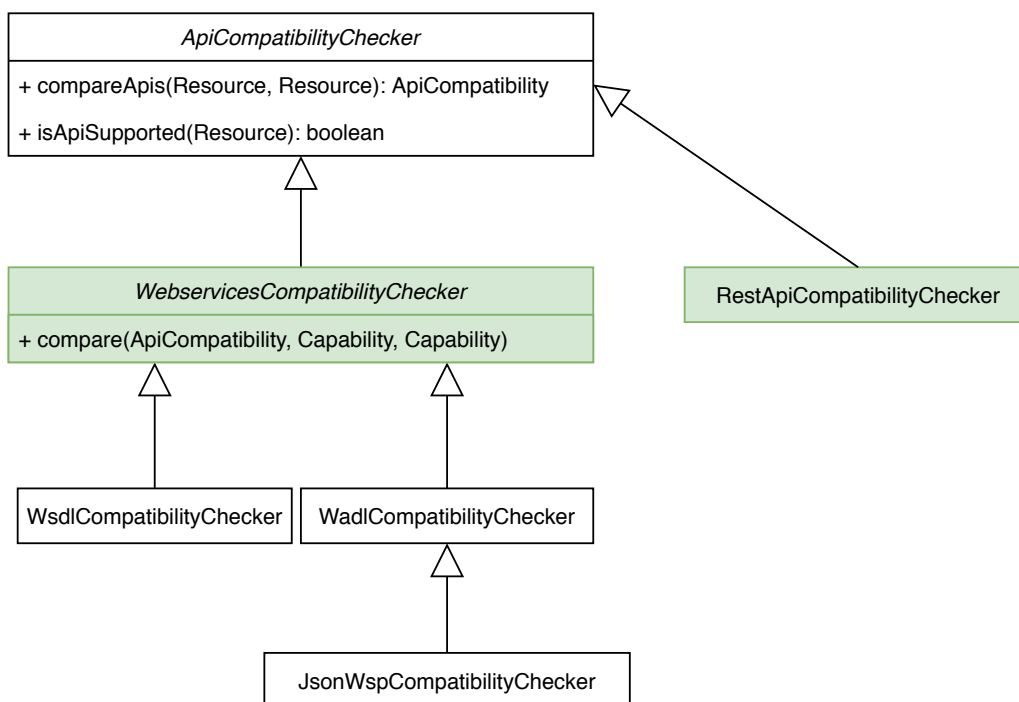 ApiCompatibilityChecker
+ compareApis(Resource, Resource): ApiCompatibility
+ isApiSupported(Resource): boolean
WebservicesCompatibilityChecker
+ compare(ApiCompatibility, Capability, Capability)
RestApiCompatibilityChecker
WsdlCompatibilityChecker
WadlCompatibilityChecker
JsonWspCompatibilityChecker